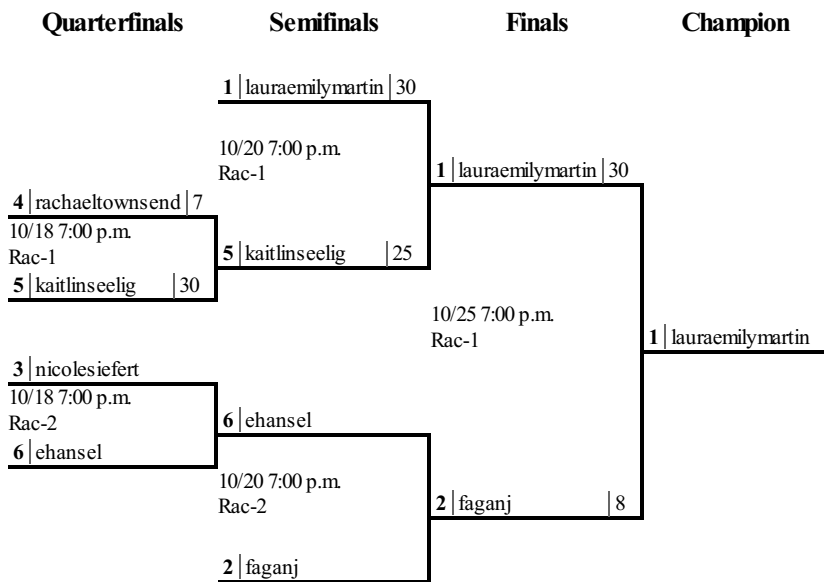 Quarterfinals Semifinals Finals Champion
1 lauraemilymartin 30
10/20 7:00 p.m.
Rac-1
1 lauraemilymartin 30
4 rachaeltownsend 7
10/18 7:00 p.m.
Rac-1
5 kaitlinseelig 25
5 kaitlinseelig 30
10/25 7:00 p.m.
Rac-1
1 lauraemilymartin
3 nicolesiefert
10/18 7:00 p.m.
Rac-2
6 ehansel
6 ehansel
10/20 7:00 p.m.
Rac-2
2 faganj 8
2 faganj